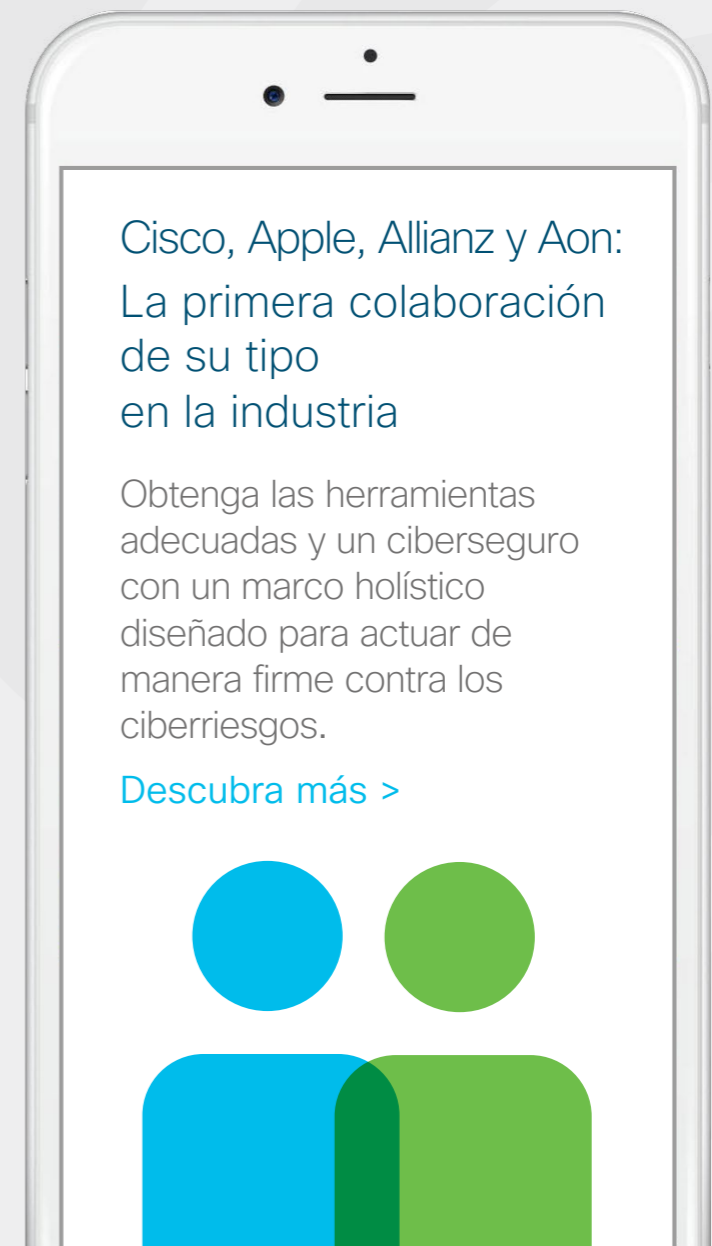 Cisco, Apple, Allianz y Aon:
La primera colaboración
de su tipo
en la industria
Obtenga las herramientas
adecuadas y un ciberseguro
con un marco holístico
diseñado para actuar de
manera firme contra los
ciberriesgos.
Descubra más >